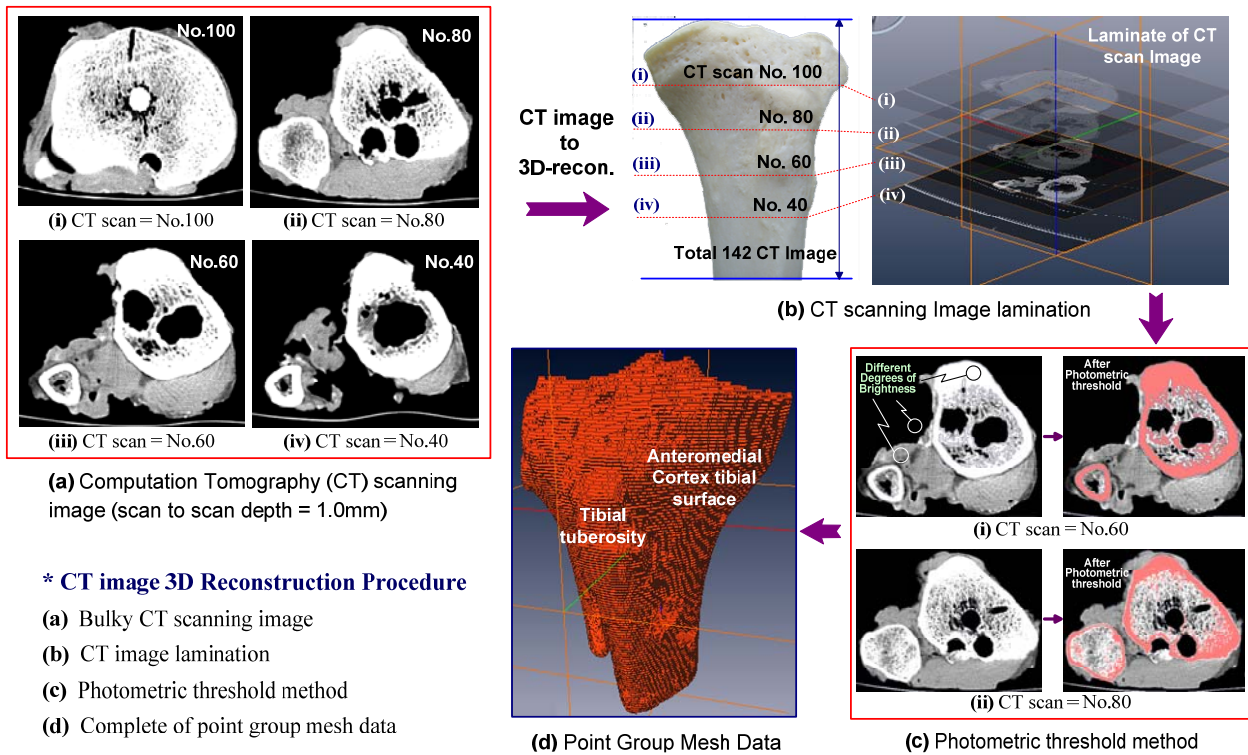 No.100
No.80
(i) CT scan = No.100
(ii) CT scan = No.80
No.60
No.40
(iii) CT scan = No.60
(iv) CT scan = No.40
(a) Computation Tomography (CT) scanning
image (scan to scan depth = 1.0mm)
CT image
to
3D-recon.
(i)
CT scan No. 100
(ii)
No. 80
(iii)
No. 60
(iv)
No. 40
Total 142 CT Image
Laminate of CT
scan Image
(i)
(ii)
(iii)
(iv)
(b) CT scanning Image lamination
Different
Degrees of
Brightness
After
Photometric
threshold
(i) CT scan = No.60
After
Photometric
threshold
(ii) CT scan = No.80
(c) Photometric threshold method
Anteromedial
Cortex tibial
surface
Tibial
tuberosity
(d) Point Group Mesh Data
* CT image 3D Reconstruction Procedure
(a) Bulky CT scanning image
(b) CT image lamination
(c) Photometric threshold method
(d) Complete of point group mesh data